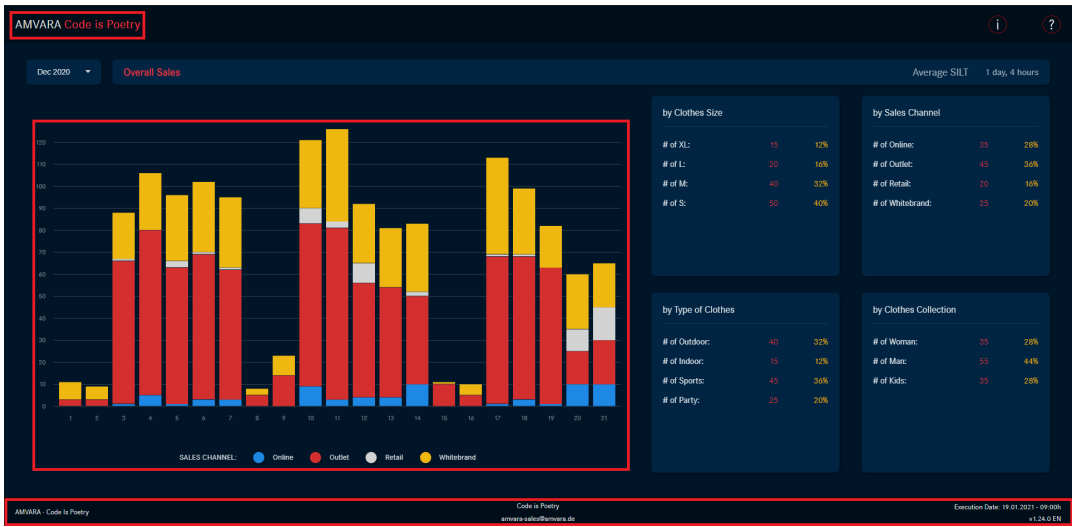 AMVARA Code is Poetry
i
?
Dec 2020
Overall Sales
Average SILT 1 day, 4 hours
120
110
100
90
80
70
60
50
40
30
20
10
0
1 2 3 4 5 6 7 8 9 10 11 12 13 14 15 16 17 18 19 20 21
SALES CHANNEL: Online Outlet Retail Whitebrand
by Clothes Size
# of XL: 15 12%
# of L: 20 16%
# of M: 40 32%
# of S: 50 40%
by Sales Channel
# of Online: 35 28%
# of Outlet: 45 36%
# of Retail: 20 16%
# of Whitebrand: 25 20%
by Type of Clothes
# of Outdoor: 40 32%
# of Indoor: 15 12%
# of Sports: 45 36%
# of Party: 25 20%
by Clothes Collection
# of Woman: 35 28%
# of Man: 55 44%
# of Kids: 35 28%
AMVARA - Code Is Poetry
Code is Poetry
amvara-sales@amvara.de
Execution Date: 19.01.2021 - 09:00h
v1.24.0 EN